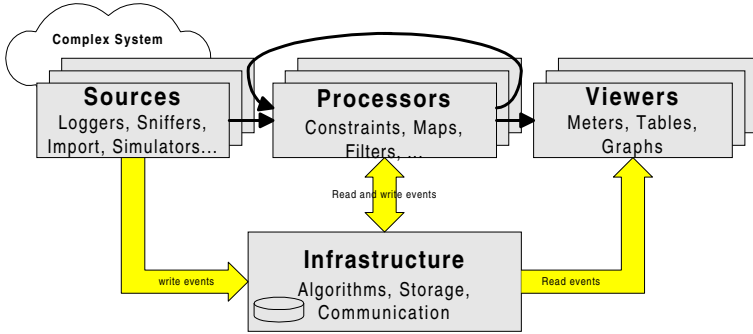 Complex System
Sources
Loggers, Sniffers,
Import, Simulators...
Processors
Constraints, Maps,
Filters, ...
Viewers
Meters, Tables,
Graphs
Read and write events
write events
Infrastructure
Algorithms, Storage,
Communication
Read events